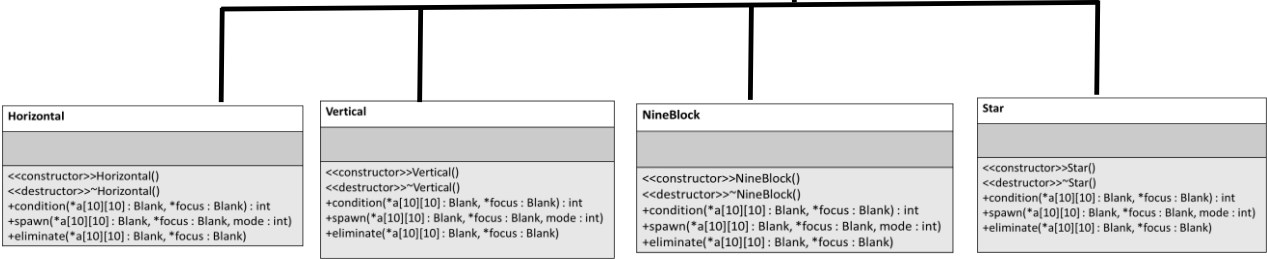 Horizontal
<<constructor>>Horizontal()
<<destructor>>~Horizontal()
+condition(*a[10][10] : Blank, *focus : Blank) : int
+spawn(*a[10][10] : Blank, *focus : Blank, mode : int)
+eliminate(*a[10][10] : Blank, *focus : Blank)
Vertical
<<constructor>>Vertical()
<<destructor>>~Vertical()
+condition(*a[10][10] : Blank, *focus : Blank) : int
+spawn(*a[10][10] : Blank, *focus : Blank, mode : int)
+eliminate(*a[10][10] : Blank, *focus : Blank)
NineBlock
<<constructor>>NineBlock()
<<destructor>>~NineBlock()
+condition(*a[10][10] : Blank, *focus : Blank) : int
+spawn(*a[10][10] : Blank, *focus : Blank, mode : int)
+eliminate(*a[10][10] : Blank, *focus : Blank)
Star
<<constructor>>Star()
<<destructor>>~Star()
+condition(*a[10][10] : Blank, *focus : Blank) : int
+spawn(*a[10][10] : Blank, *focus : Blank, mode : int)
+eliminate(*a[10][10] : Blank, *focus : Blank)